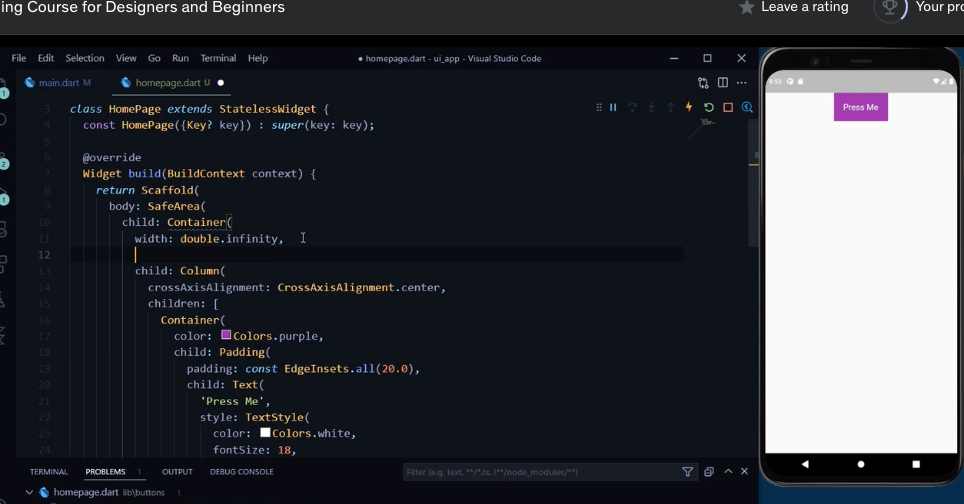 ing Course for Designers and Beginners
Leave a rating
Your pro
File Edit Selection View Go Run Terminal Help
● homepage.dart - ui_app - Visual Studio Code
main.dart M
homepage.dart U ●
3 class HomePage extends StatelessWidget {
4 const HomePage({Key? key}) : super(key: key);
5
6 @override
7 Widget build(BuildContext context) {
8 return Scaffold(
9 body: SafeArea(
10 child: Container(
11 width: double.infinity,
12
13 child: Column(
14 crossAxisAlignment: CrossAxisAlignment.center,
15 children: [
16 Container(
17 color: Colors.purple,
18 child: Padding(
19 padding: const EdgeInsets.all(20.0),
20 child: Text(
21 'Press Me',
22 style: TextStyle(
23 color: Colors.white,
24 fontSize: 18,
TERMINAL PROBLEMS 1 OUTPUT DEBUG CONSOLE
Filter (e.g. text, **/*.ts, !**/node_modules/**)
homepage.dart lib\buttons 1
1
2
1
Press Me